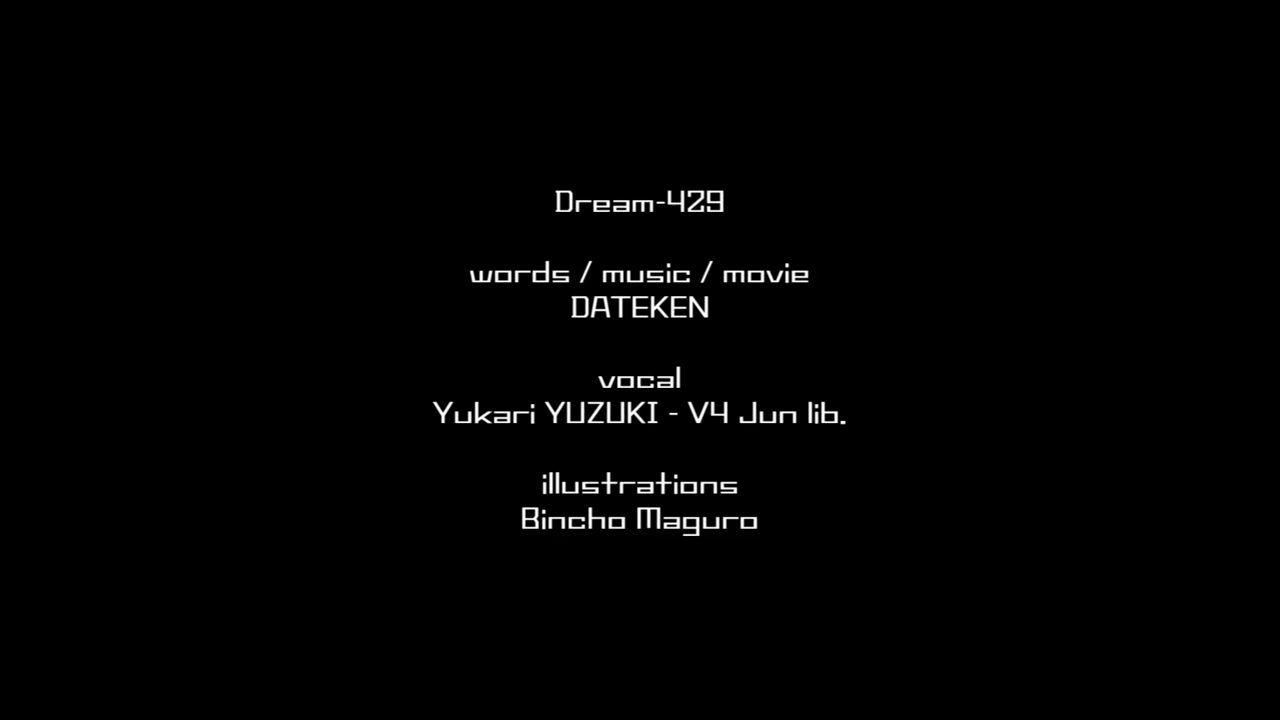 Dream-429
words / music / movie
DATEKEN
vocal
Yukari YUZUKI - V4 Jun lib.
illustrations
Bincho Maguro